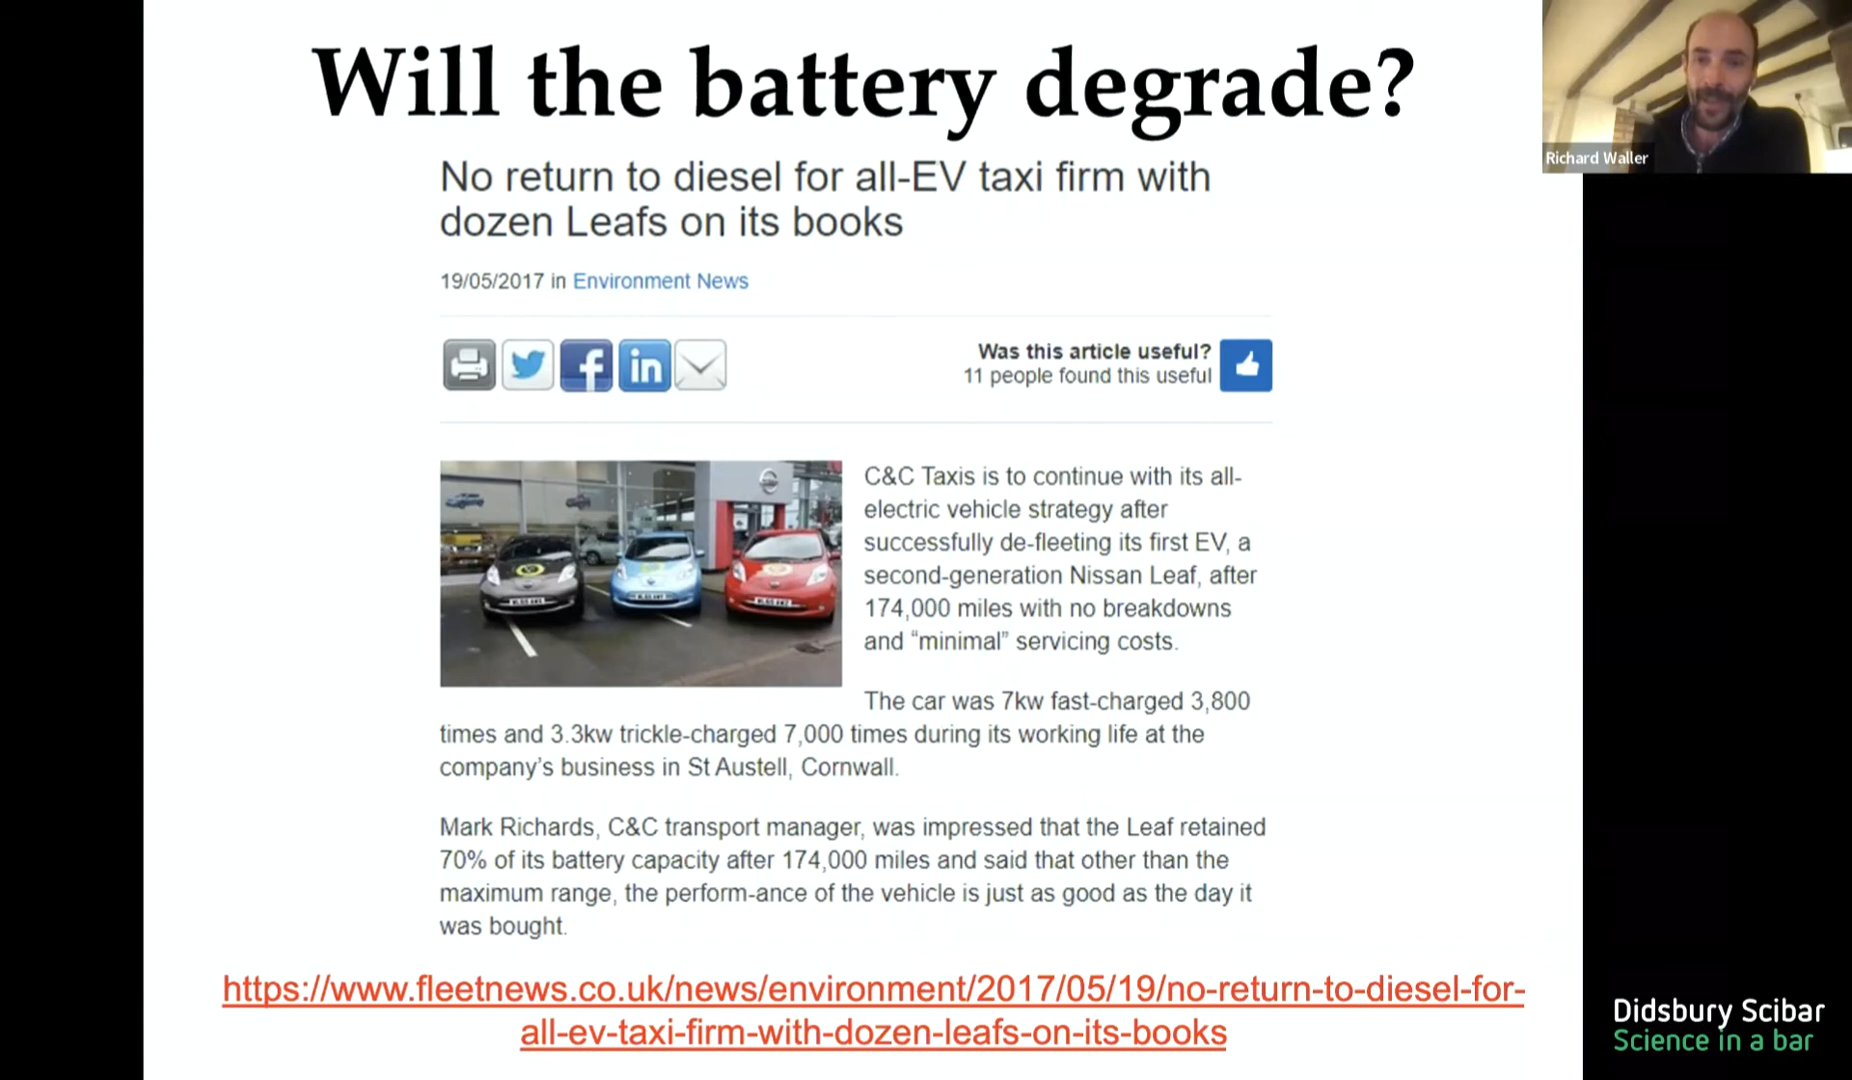 Will the battery degrade?
Richard Waller
No return to diesel for all-EV taxi firm with
dozen Leafs on its books
19/05/2017 in Environment News
in
Was this article useful?
11 people found this useful
C&C Taxis is to continue with its all-
electric vehicle strategy after
successfully de-fleeting its first EV, a
second-generation Nissan Leaf, after
174,000 miles with no breakdowns
and “minimal” servicing costs.
The car was 7kw fast-charged 3,800
times and 3.3kw trickle-charged 7,000 times during its working life at the
company's business in St Austell, Cornwall.
Mark Richards, C&C transport manager, was impressed that the Leaf retained
70% of its battery capacity after 174,000 miles and said that other than the
maximum range, the perform-ance of the vehicle is just as good as the day it
was bought.
https://www.fleetnews.co.uk/news/environment/2017/05/19/no-return-to-diesel-for-
all-ev-taxi-firm-with-dozen-leafs-on-its-books
Didsbury Scibar
Science in a bar